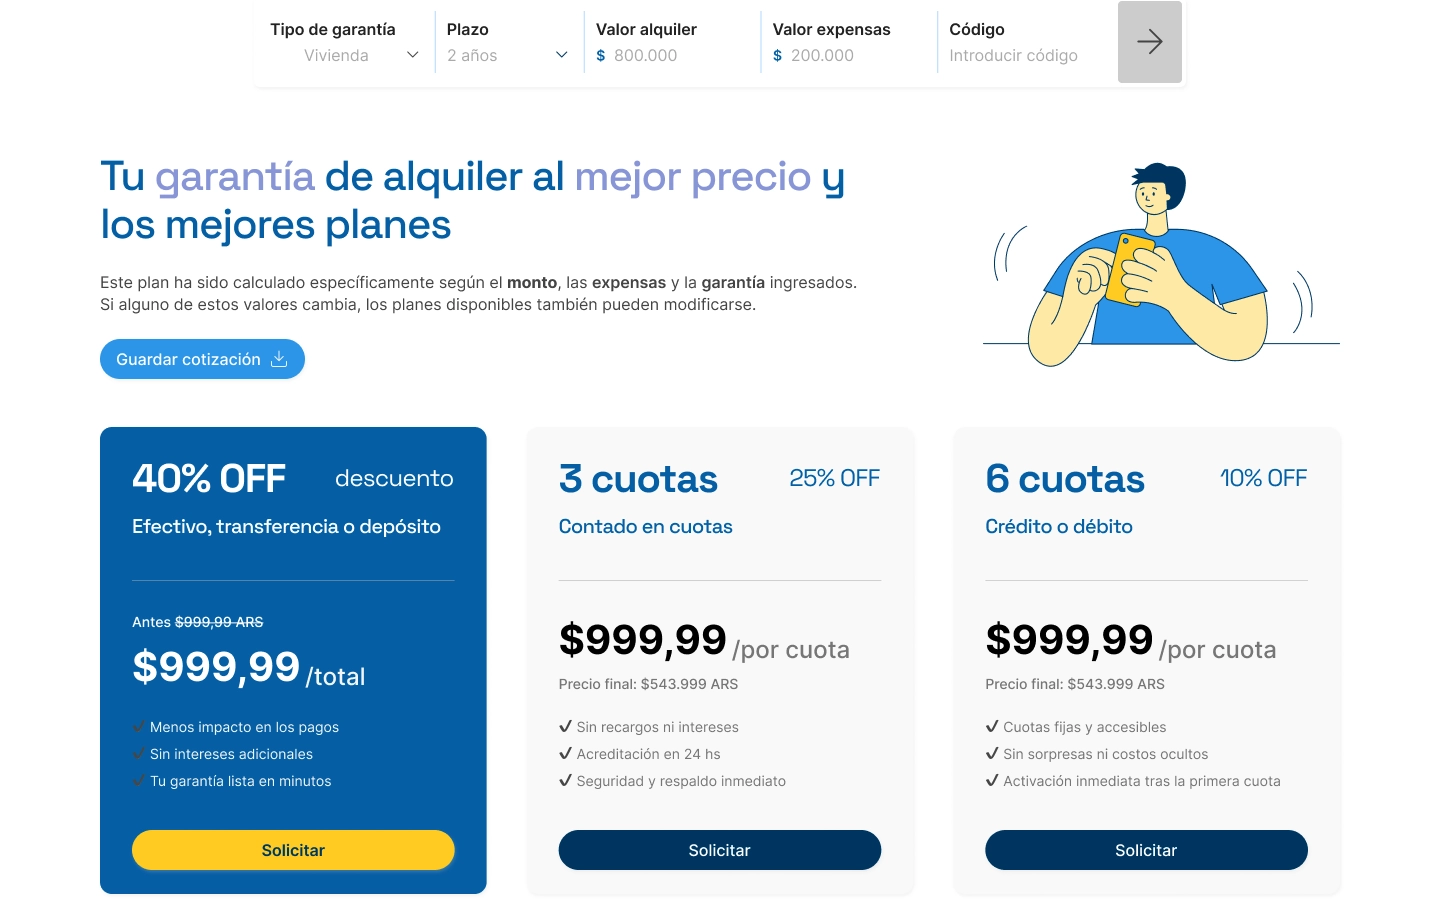 Tipo de garantía
Vivienda
Plazo
2 años
Valor alquiler
$ 800.000
Valor expensas
$ 200.000
Código
Introducir código
Tu garantía de alquiler al mejor precio y
los mejores planes
Este plan ha sido calculado específicamente según el monto, las expensas y la garantía ingresados.
Si alguno de estos valores cambia, los planes disponibles también pueden modificarse.
Guardar cotización
40% OFF descuento
Efectivo, transferencia o depósito
Antes $999,99 ARS
$999,99 /total
✔ Menos impacto en los pagos
✔ Sin intereses adicionales
✔ Tu garantía lista en minutos
Solicitar
3 cuotas 25% OFF
Contado en cuotas
$999,99 /por cuota
Precio final: $543.999 ARS
✔ Sin recargos ni intereses
✔ Acreditación en 24 hs
✔ Seguridad y respaldo inmediato
Solicitar
6 cuotas 10% OFF
Crédito o débito
$999,99 /por cuota
Precio final: $543.999 ARS
✔ Cuotas fijas y accesibles
✔ Sin sorpresas ni costos ocultos
✔ Activación inmediata tras la primera cuota
Solicitar